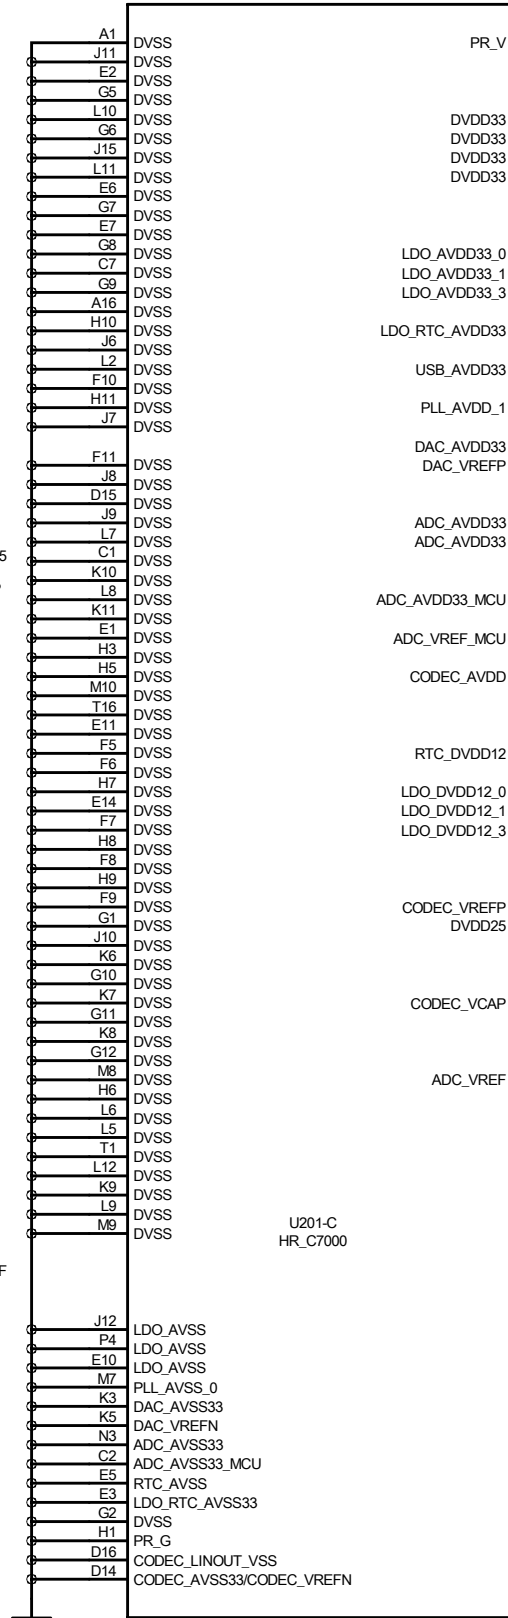 A1 DVSS PR_V
J11 DVSS
E2 DVSS
G5 DVSS
L10 DVSS DVDD33
G6 DVSS DVDD33
J15 DVSS DVDD33
L11 DVSS DVDD33
E6 DVSS
G7 DVSS
E7 DVSS
G8 DVSS LDO_AVDD33_0
C7 DVSS LDO_AVDD33_1
G9 DVSS LDO_AVDD33_3
A16 DVSS
H10 DVSS LDO_RTC_AVDD33
J6 DVSS
L2 DVSS USB_AVDD33
F10 DVSS
H11 DVSS PLL_AVDD_1
J7 DVSS
DAC_AVDD33
F11 DVSS DAC_VREFP
J8 DVSS
D15 DVSS
J9 DVSS ADC_AVDD33
L7 DVSS ADC_AVDD33
5 C1 DVSS
K10 DVSS
L8 DVSS ADC_AVDD33_MCU
K11 DVSS
E1 DVSS ADC_VREF_MCU
H3 DVSS
H5 DVSS CODEC_AVDD
M10 DVSS
T16 DVSS
E11 DVSS
F5 DVSS RTC_DVDD12
F6 DVSS
H7 DVSS LDO_DVDD12_0
E14 DVSS LDO_DVDD12_1
F7 DVSS LDO_DVDD12_3
H8 DVSS
F8 DVSS
H9 DVSS
F9 DVSS CODEC_VREFP
G1 DVSS DVDD25
J10 DVSS
K6 DVSS
G10 DVSS
K7 DVSS CODEC_VCAP
G11 DVSS
K8 DVSS
G12 DVSS
M8 DVSS ADC_VREF
H6 DVSS
L6 DVSS
L5 DVSS
T1 DVSS
L12 DVSS
K9 DVSS
L9 DVSS
M9 DVSS
U201-C
HR_C7000
F
J12 LDO_AVSS
P4 LDO_AVSS
E10 LDO_AVSS
M7 PLL_AVSS_0
K3 DAC_AVSS33
K5 DAC_VREFN
N3 ADC_AVSS33
C2 ADC_AVSS33_MCU
E5 RTC_AVSS
E3 LDO_RTC_AVSS33
G2 DVSS
H1 PR_G
D16 CODEC_LINOUT_VSS
D14 CODEC_AVSS33/CODEC_VREFN